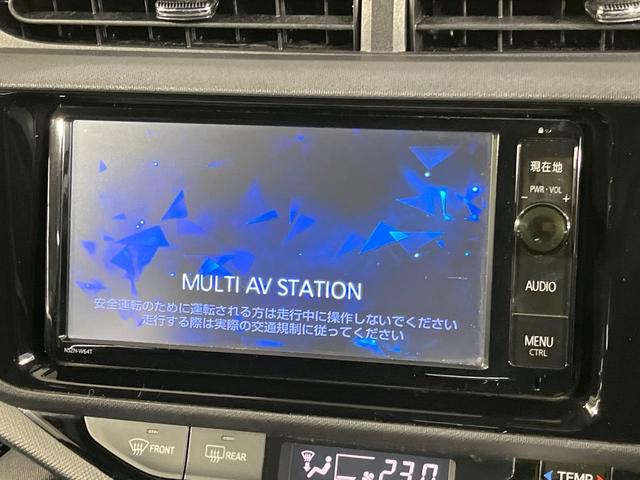 現在地
PWR・VOL
− +
AUDIO
MULTI AV STATION
安全運転のために運転される方は走行中に操作しないでください
走行する際は実際の交通規制に従ってください
MENU
CTRL
NSZN-W64T
FRONT
REAR
23.0
TEMP